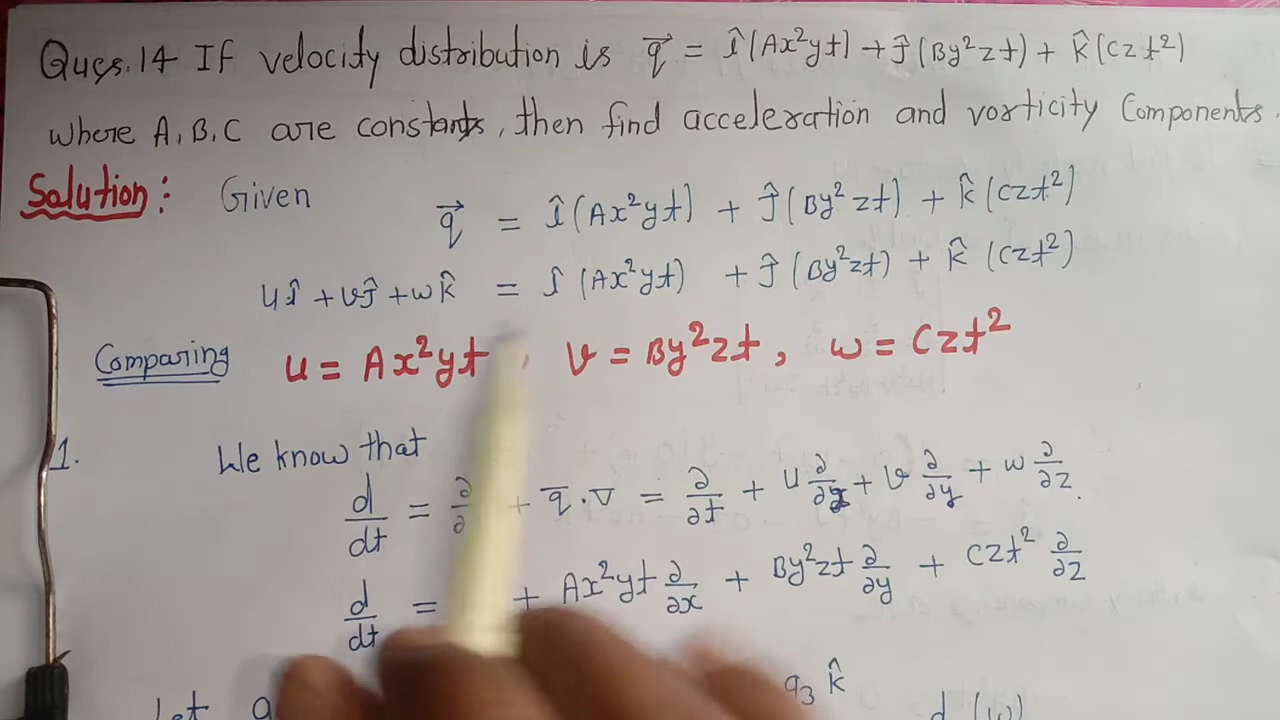 Ques.14 If velocity distribution is q⃗ = î(Ax²yt) + ĵ(By²zt) + k̂(Czt²)
where A, B, C are constants, then find acceleration and vorticity Components.
Solution: Given
q⃗ = î(Ax²yt) + ĵ(By²zt) + k̂(Czt²)
uî + vĵ + wk̂ = î(Ax²yt) + ĵ(By²zt) + k̂(Czt²)
Comparing u = Ax²yt, v = By²zt, w = Czt²
1. We know that
d/dt = ∂/∂ + q̅·∇ = ∂/∂t + u ∂/∂x + v ∂/∂y + w ∂/∂z.
d/dt = + Ax²yt ∂/∂x + By²zt ∂/∂y + Czt² ∂/∂z
Let a₃ k̂ d (w)